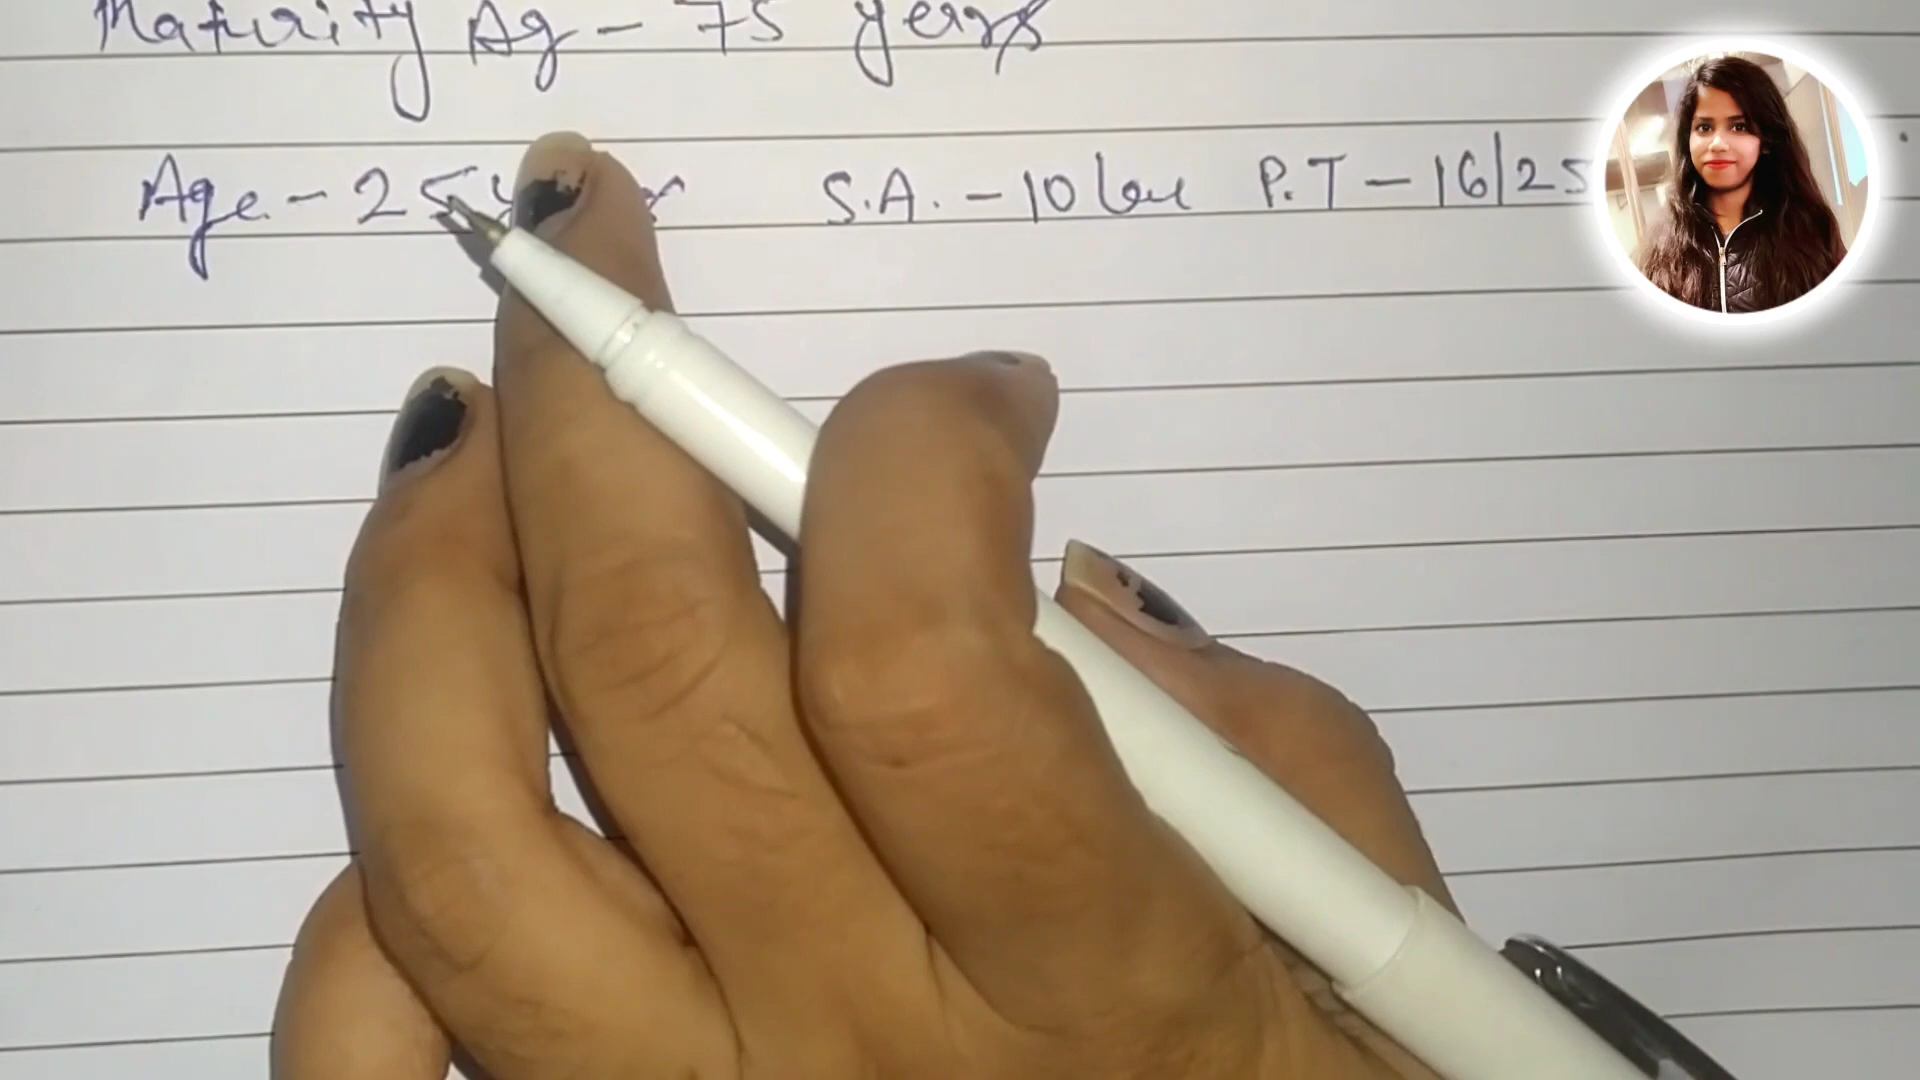 Maturity Ag - 75 years
Age - 25 S.A. - 10 lac P.T - 16/25